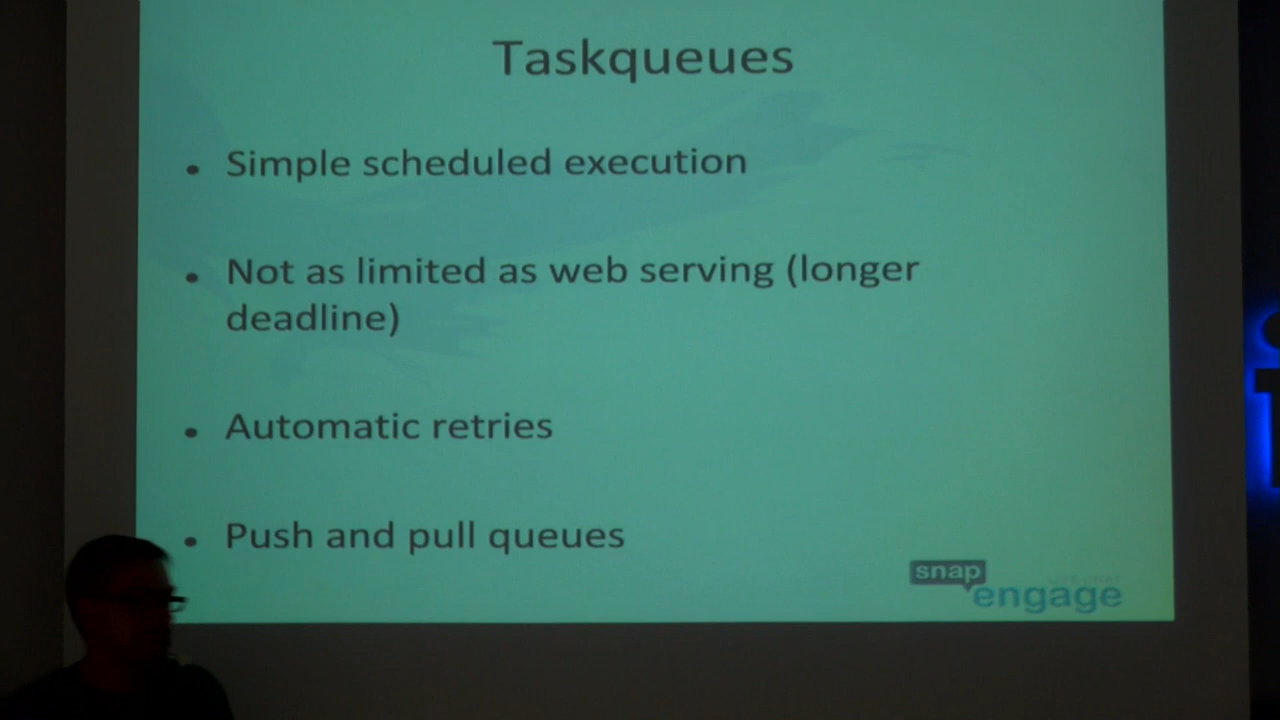 Taskqueues
• Simple scheduled execution
• Not as limited as web serving (longer
deadline)
• Automatic retries
• Push and pull queues
snap
engage